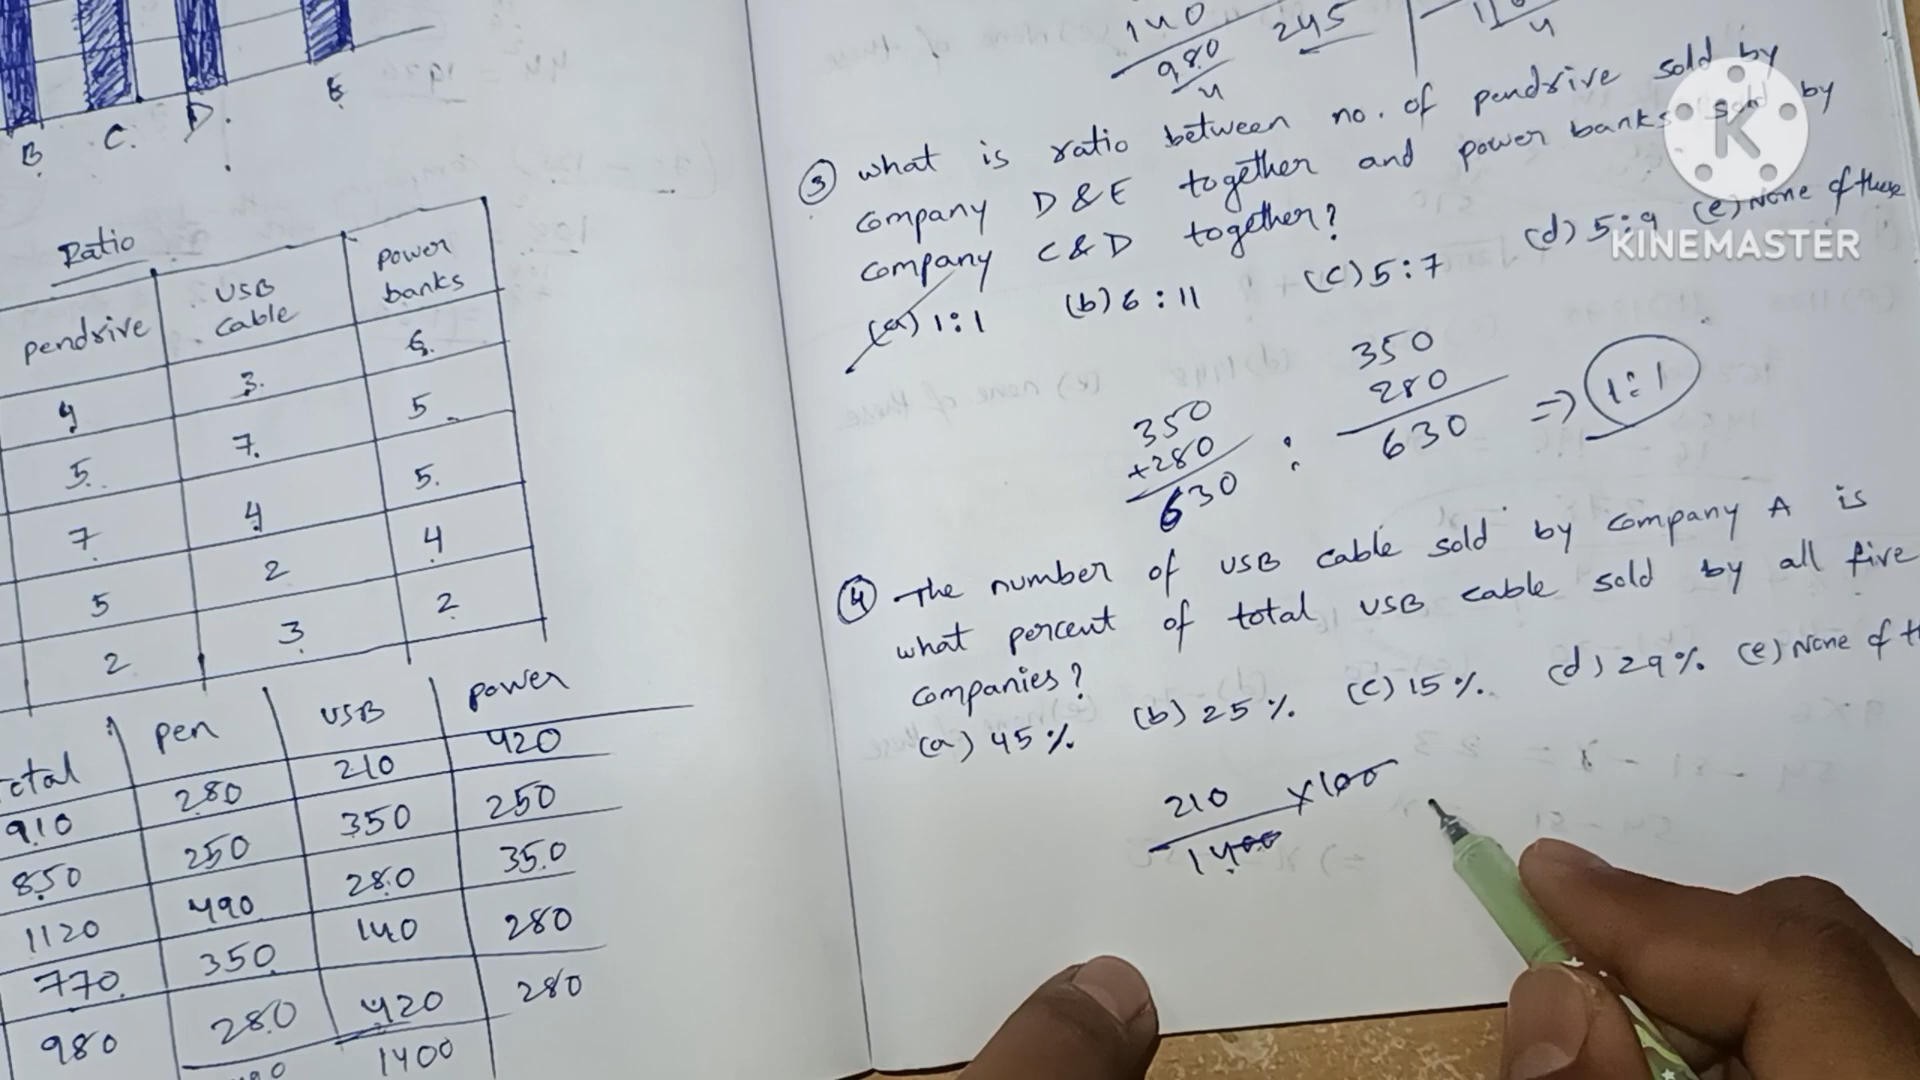 B
C.
D.
E
Ratio
pendrive
USB
cable
power
banks
4
3.
6.
5.
7.
5
7
4
5.
5
2
4
2
3
2
pen
USB
power
910
280
210
420
850
250
350
250
1120
490
280
350
770
350
140
280
980
280
420
280
1400
140
980
4
245
4
③ what is ratio between no. of pendrive sold by
company D & E together and power banks sold by
company C & D together?
(a) 1:1 (b) 6:11 (c) 5:7 (d) 5:9 (e) None of these
350
+280
630
:
350
280
630
=> 1:1
④ The number of USB cable sold by company A is
what percent of total USB cable sold by all five
companies?
(a) 45% (b) 25% (c) 15% (d) 29% (e) None of
210 ×100
1400
K
KINEMASTER